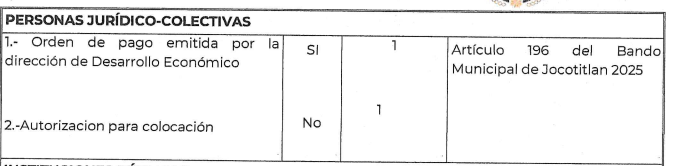 PERSONAS JURÍDICO-COLECTIVAS
1.- Orden de pago emitida por la SI 1 Artículo 196 del Bando
dirección de Desarrollo Económico Municipal de Jocotitlan 2025
2.-Autorizacion para colocación No 1